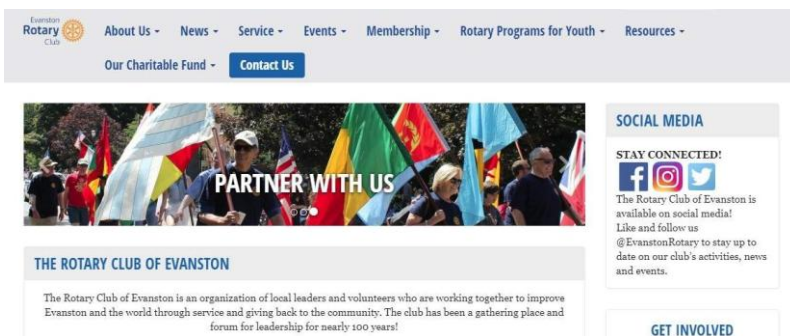 Evanston
Rotary
Club
About Us
News
Service
Events
Membership
Rotary Programs for Youth
Resources
Our Charitable Fund
Contact Us
PARTNER WITH US
THE ROTARY CLUB OF EVANSTON
The Rotary Club of Evanston is an organization of local leaders and volunteers who are working together to improve
Evanston and the world through service and giving back to the community. The club has been a gathering place and
forum for leadership for nearly 100 years!
SOCIAL MEDIA
STAY CONNECTED!
The Rotary Club of Evanston is
available on social media!
Like and follow us
@EvanstonRotary to stay up to
date on our club's activities, news
and events.
GET INVOLVED